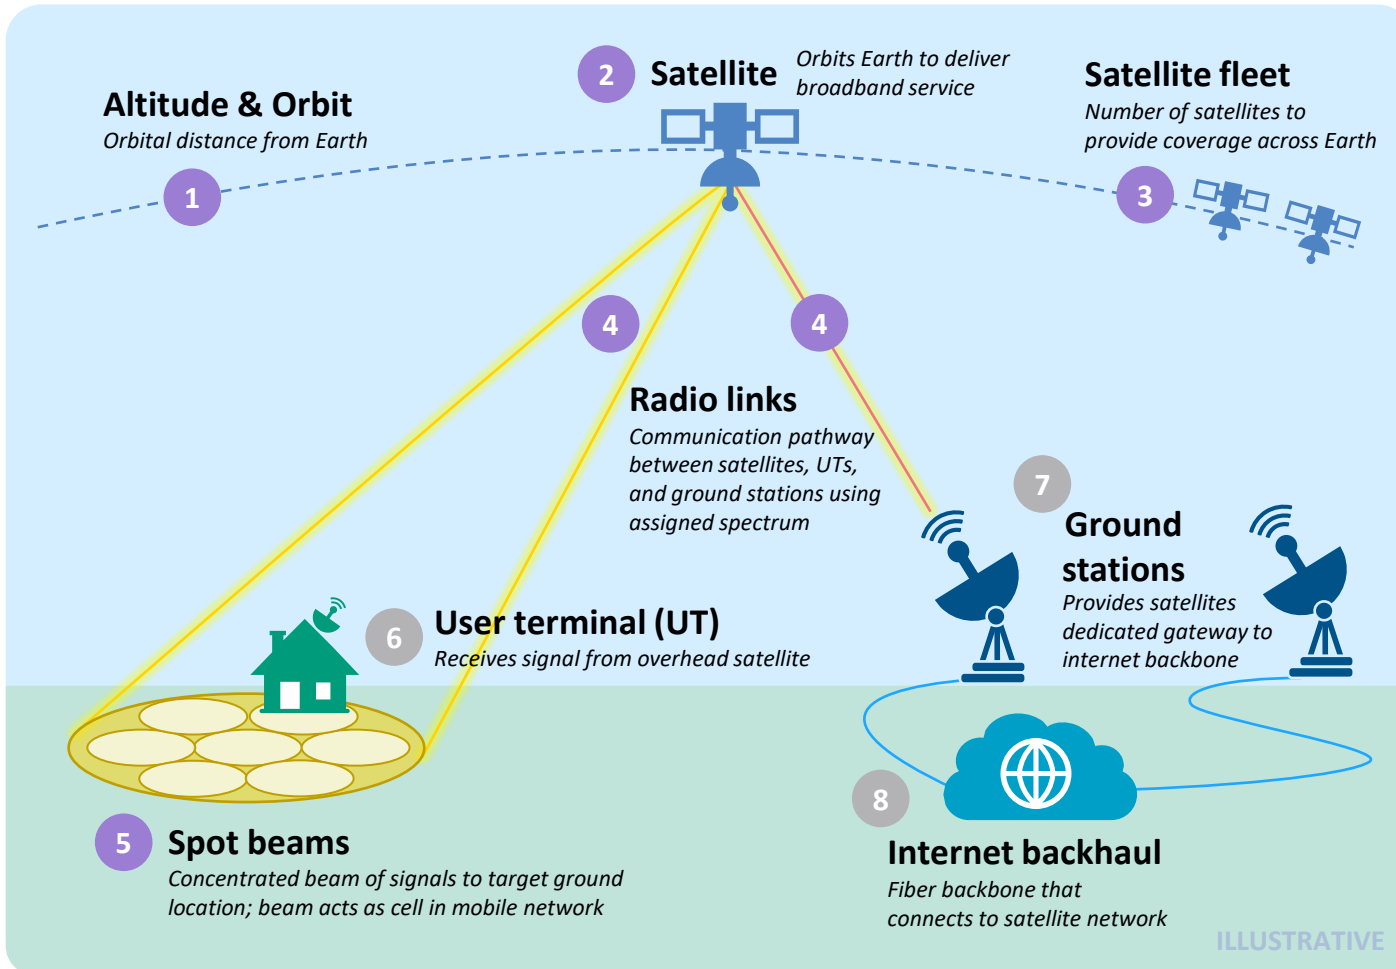 Altitude & Orbit
Orbital distance from Earth
1
2
Satellite
Orbits Earth to deliver
broadband service
Satellite fleet
Number of satellites to
provide coverage across Earth
3
4
4
Radio links
Communication pathway
between satellites, UTs,
and ground stations using
assigned spectrum
7
Ground
stations
Provides satellites
dedicated gateway to
internet backbone
6
User terminal (UT)
Receives signal from overhead satellite
5
Spot beams
Concentrated beam of signals to target ground
location; beam acts as cell in mobile network
8
Internet backhaul
Fiber backbone that
connects to satellite network
ILLUSTRATIVE